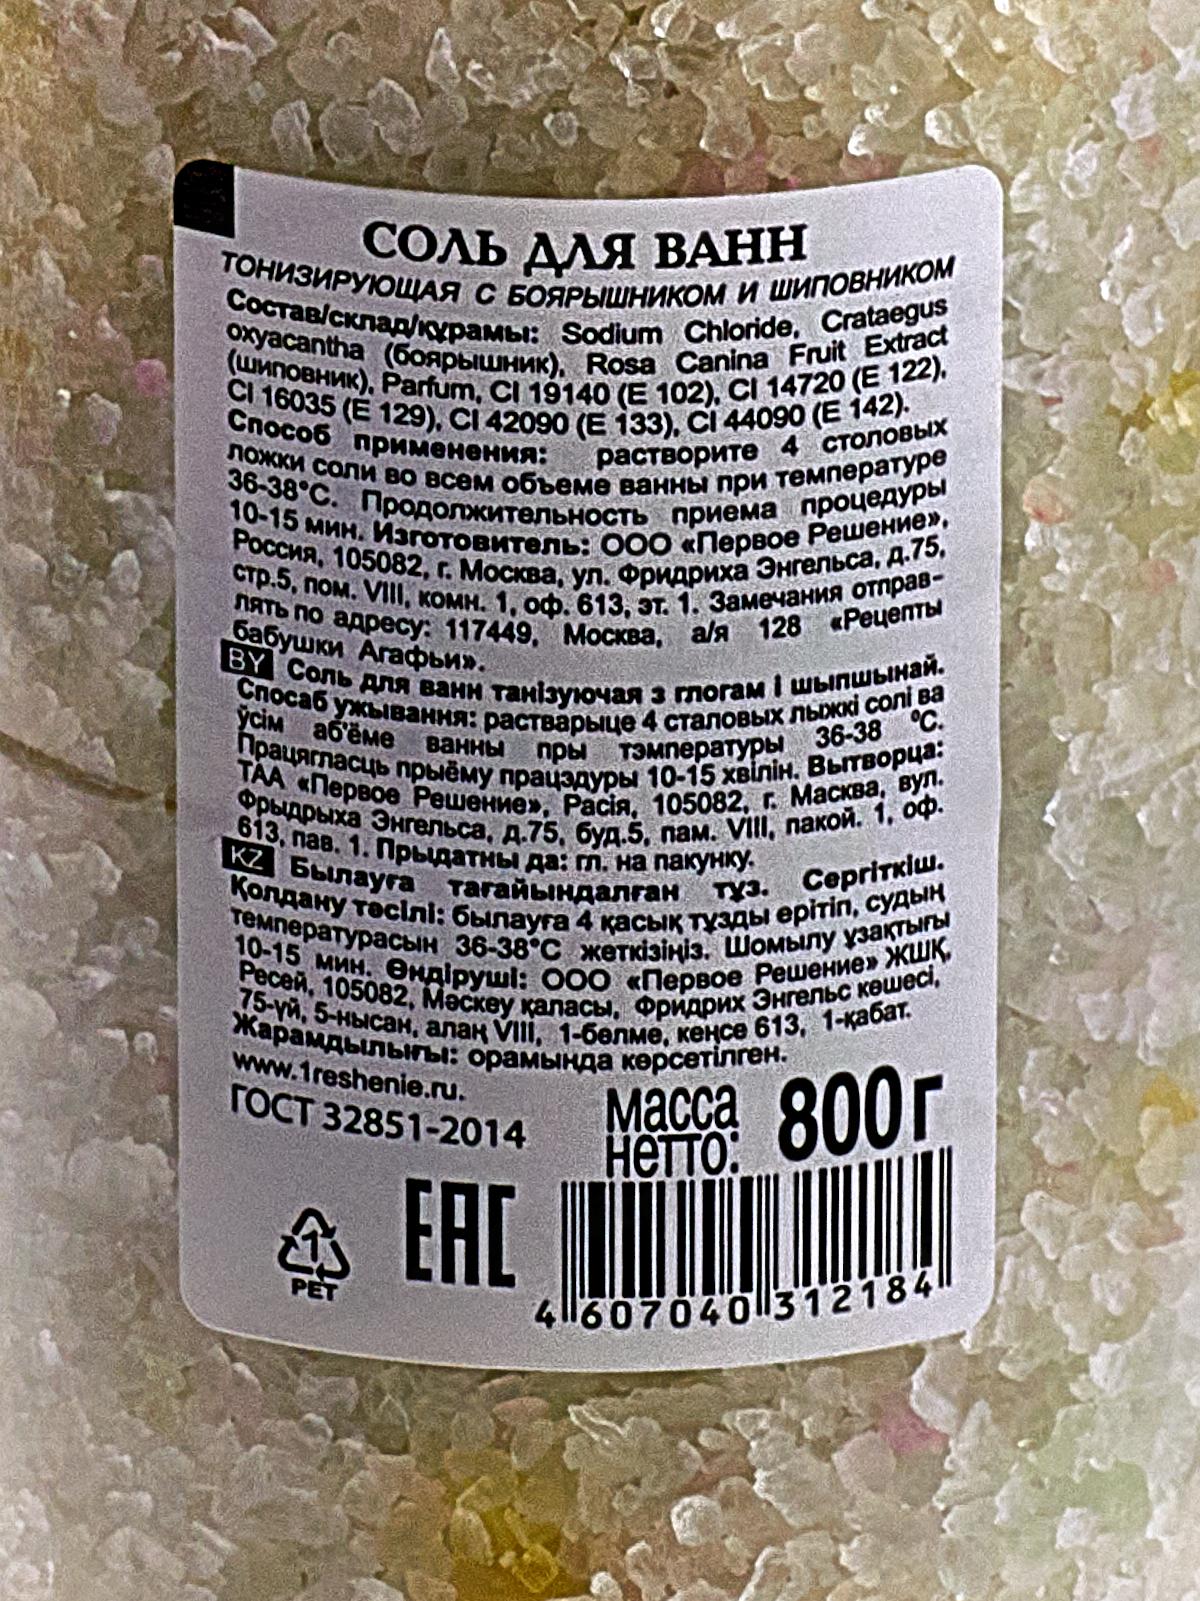 СОЛЬ ДЛЯ ВАНН
ТОНИЗИРУЮЩАЯ С БОЯРЫШНИКОМ И ШИПОВНИКОМ
Состав/склад/құрамы: Sodium Chloride, Crataegus
oxyacantha (боярышник), Rosa Canina Fruit Extract
(шиповник), Parfum, CI 19140 (E 102), CI 14720 (E 122),
CI 16035 (E 129), CI 42090 (E 133), CI 44090 (E 142).
Способ применения: растворите 4 столовых
ложки соли во всем объеме ванны при температуре
36-38°С. Продолжительность приема процедуры
10-15 мин. Изготовитель: ООО «Первое Решение»,
Россия, 105082, г. Москва, ул. Фридриха Энгельса, д.75,
стр.5, пом. VIII, комн. 1, оф. 613, эт. 1. Замечания отправ-
лять по адресу: 117449, Москва, а/я 128 «Рецепты
бабушки Агафьи».
BY Соль для ванн танізуючая з глогам і шыпшынай.
Спосаб ужывання: растварыце 4 сталовых лыжкі солі ва
ўсім аб'ёме ванны пры тэмпературы 36-38 °С.
Працягласць прыёму працэдуры 10-15 хвілін. Вытворца:
ТАА «Первое Решение», Расія, 105082, г. Масква, вул.
Фрыдрыха Энгельса, д.75, буд.5, пам. VIII, пакой. 1, оф.
613, пав. 1. Прыдатны да: гл. на пакунку.
KZ Былауға тағайындалған тұз. Сергіткіш.
Қолдану тәсілі: былауға 4 қасық тұзды ерітіп, судың
температурасын 36-38°С жеткізіңіз. Шомылу ұзақтығы
10-15 мин. Өндіруші: ООО «Первое Решение» ЖШҚ,
Ресей, 105082, Мәскеу қаласы, Фридрих Энгельс көшесі,
75-үй, 5-нысан, алаң VIII, 1-бөлме, кеңсе 613, 1-қабат.
Жарамдылығы: орамында көрсетілген.
www.1reshenie.ru.
ГОСТ 32851-2014
Масса
нетто: 800 г
1
PET
EAC
4 607040 312184